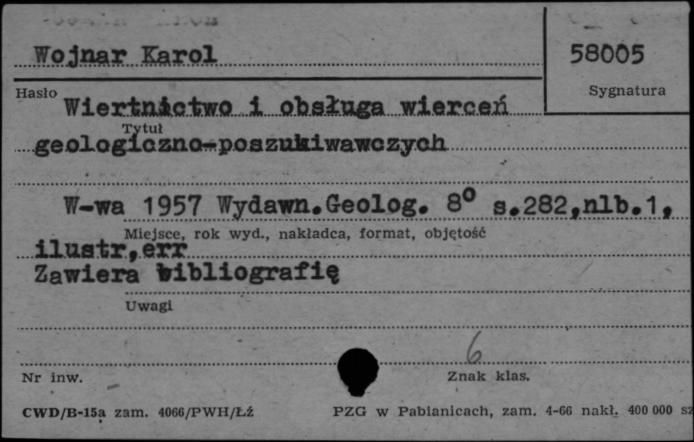 Wojnar Karol
58005
Hasło
Sygnatura
Wiertnictwo i obsługa wierceń
Tytuł
geologiczno-poszukiwawczych
W-wa 1957 Wydawn.Geolog. 8° s.282,nlb.1,
Miejsce, rok wyd., nakładca, format, objętość
ilustr,err
Zawiera bibliografię
Uwagi
6
Nr inw.
Znak klas.
CWD/B-15a zam. 4066/PWH/Łź
PZG w Pabianicach, zam. 4-66 nakł. 400 000 sz